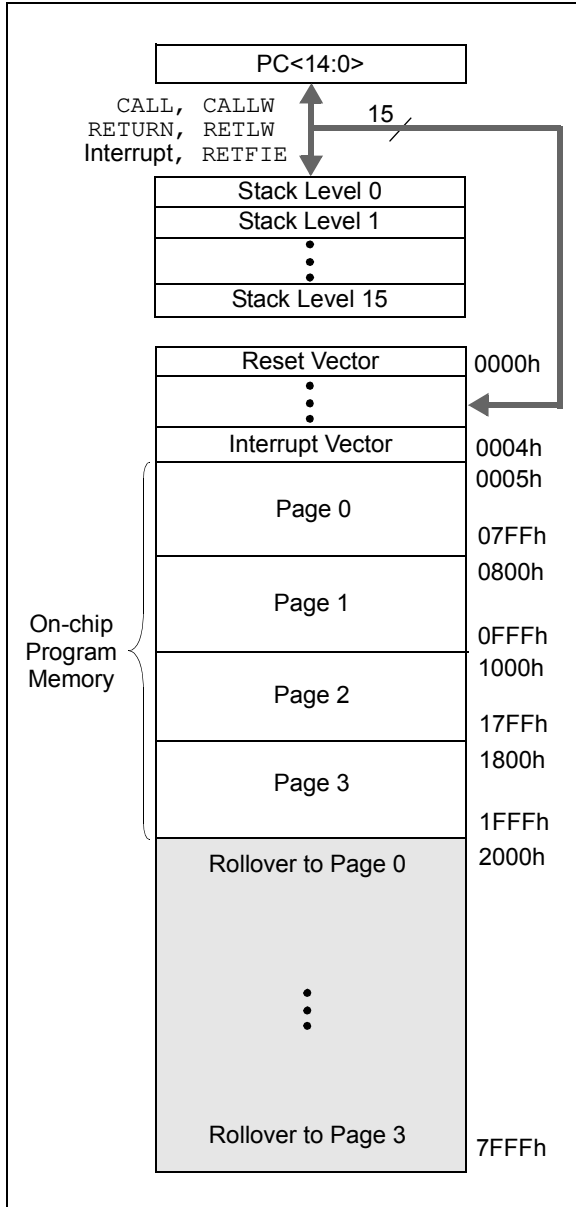 PC<14:0>
CALL, CALLW
RETURN, RETLW
Interrupt, RETFIE
15
Stack Level 0
Stack Level 1
Stack Level 15
Reset Vector
0000h
Interrupt Vector
0004h
0005h
Page 0
07FFh
0800h
Page 1
0FFFh
On-chip
Program
Memory
1000h
Page 2
17FFh
1800h
Page 3
1FFFh
Rollover to Page 0
2000h
Rollover to Page 3
7FFFh